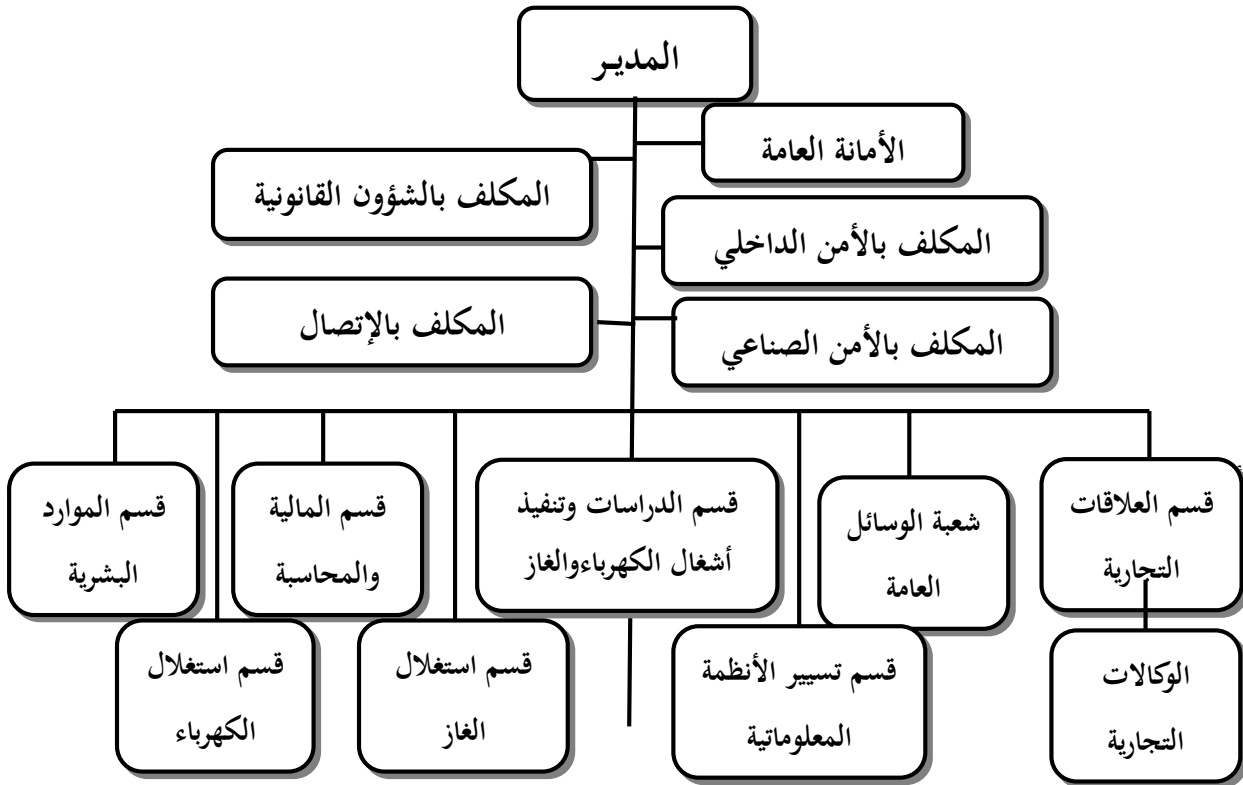 المديـر
الأمانة العامة
المكلف بالشؤون القانونية
المكلف بالأمن الداخلي
المكلف بالإتصال
المكلف بالأمن الصناعي
قسم العلاقات
التجارية
شعبة الوسائل
العامة
قسم الدراسات وتنفيذ
أشغال الكهرباءوالغاز
قسم المالية
والمحاسبة
قسم الموارد
البشرية
الوكالات
التجارية
قسم تسيير الأنظمة
المعلوماتية
قسم استغلال
الغاز
قسم استغلال
الكهرباء